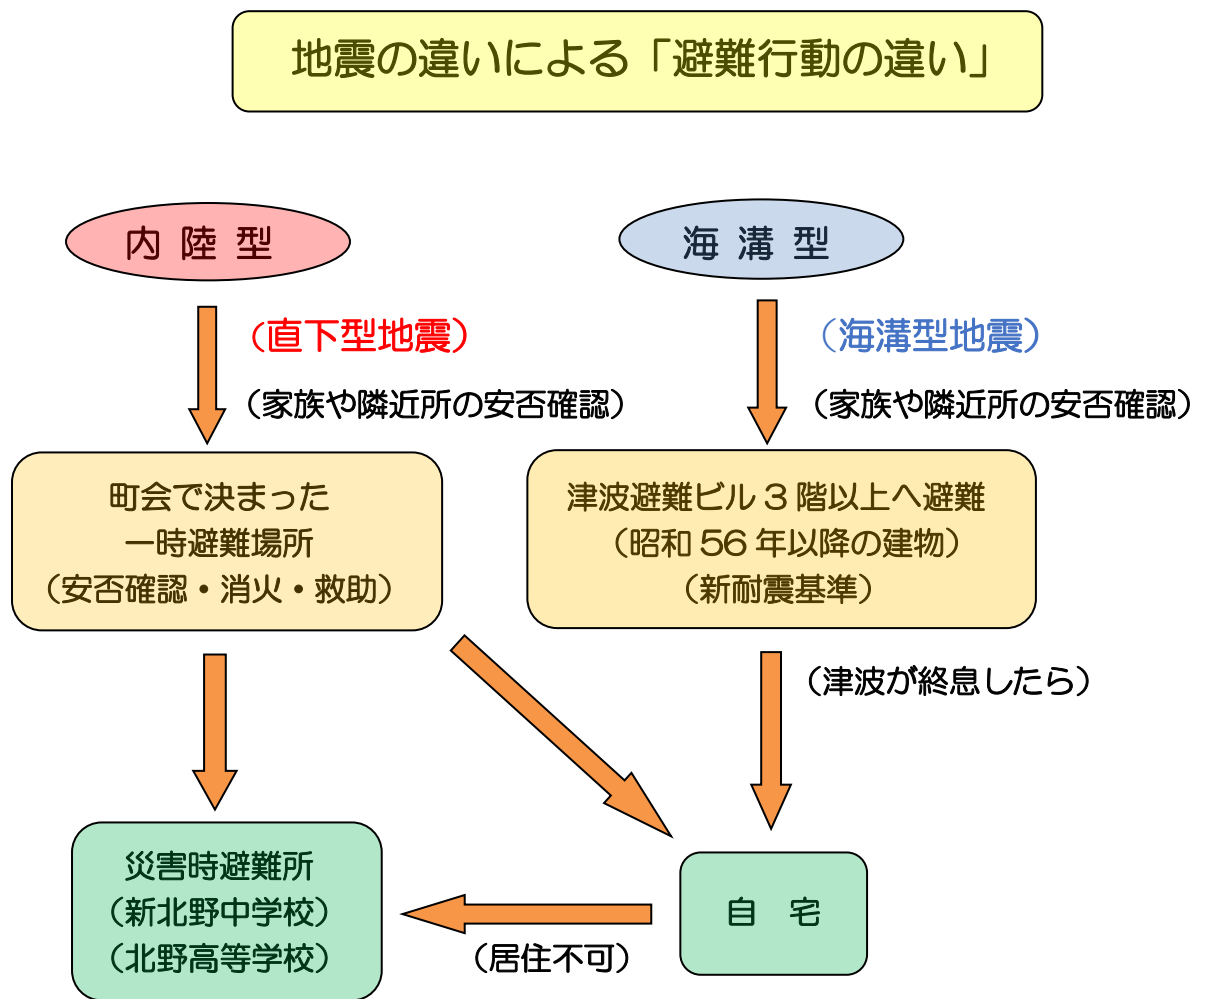 地震の違いによる「避難行動の違い」
内 陸 型
海 溝 型
（直下型地震）
（海溝型地震）
（家族や隣近所の安否確認）
（家族や隣近所の安否確認）
町会で決まった
一時避難場所
（安否確認・消火・救助）
津波避難ビル 3 階以上へ避難
（昭和 56 年以降の建物）
（新耐震基準）
（津波が終息したら）
災害時避難所
（新北野中学校）
（北野高等学校）
自　宅
（居住不可）